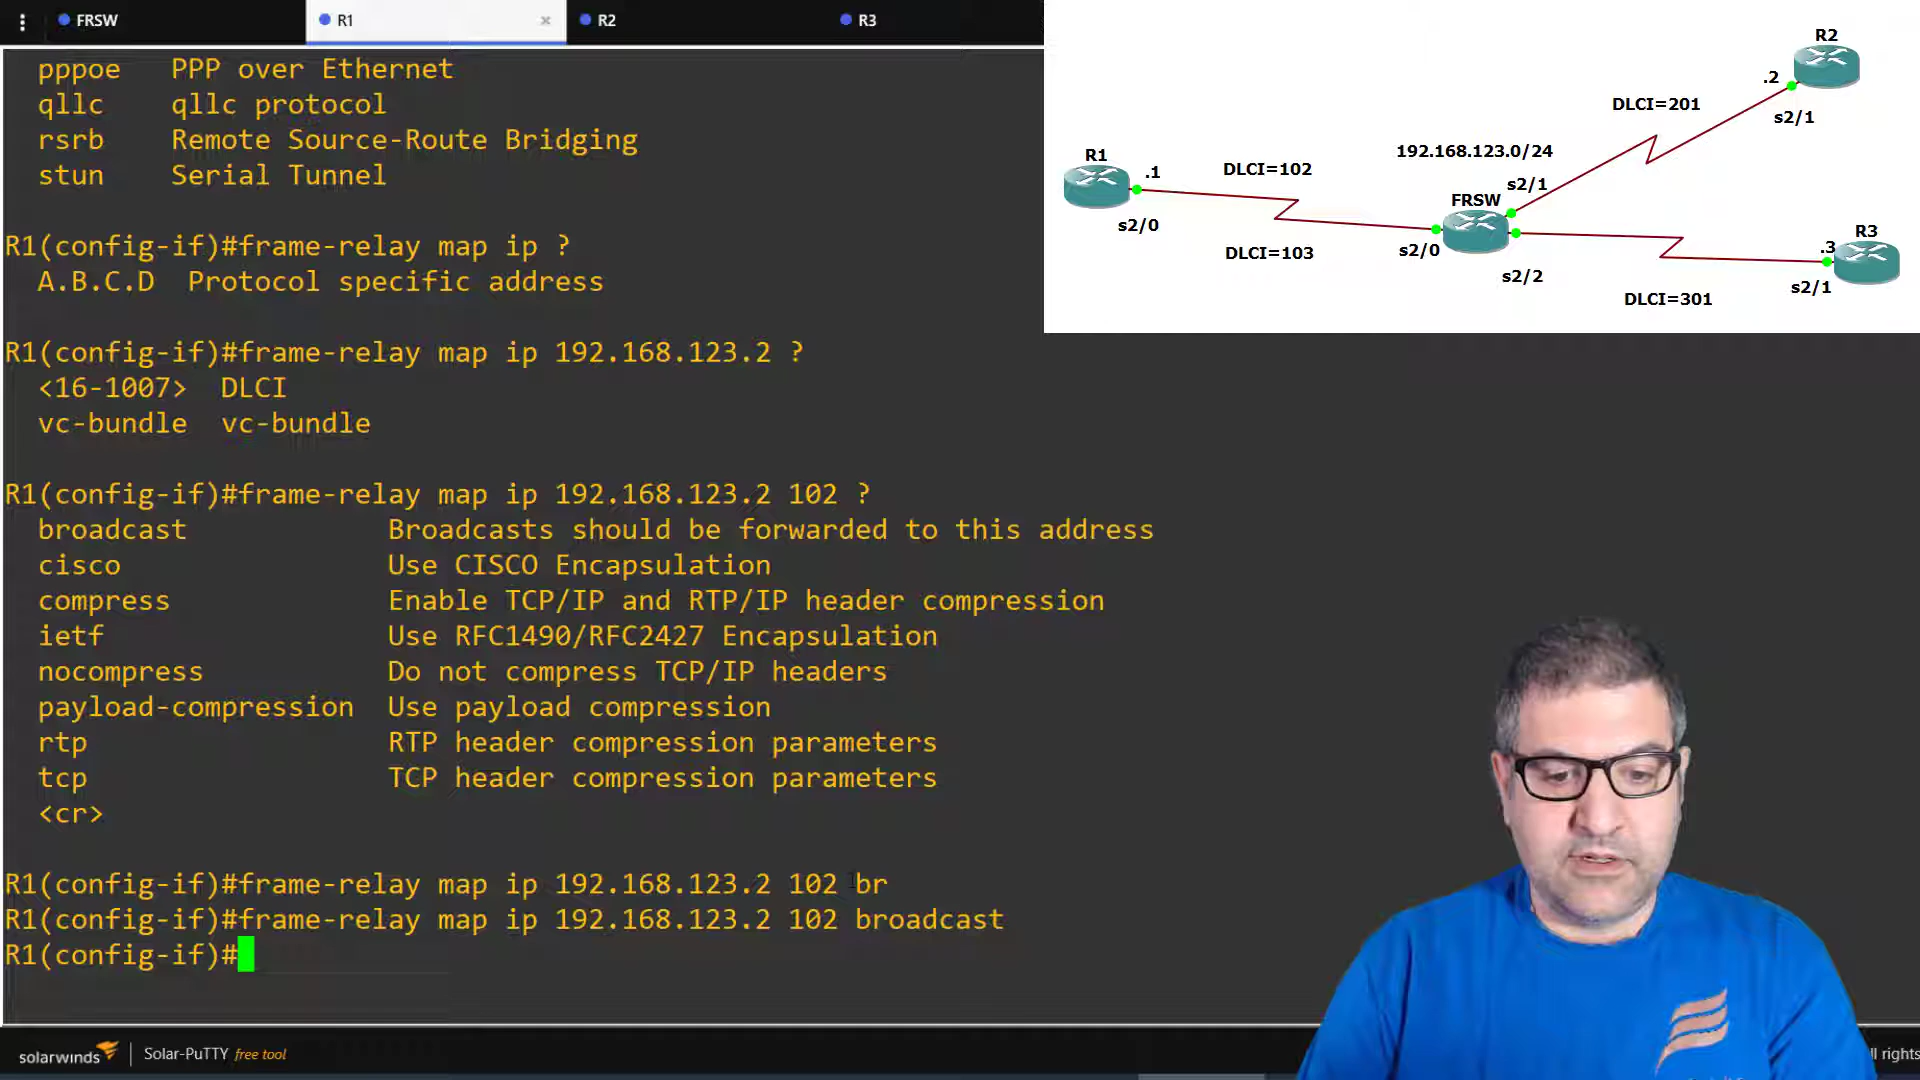 FRSW
R1
R2
R3
pppoe PPP over Ethernet
qllc qllc protocol
rsrb Remote Source-Route Bridging
stun Serial Tunnel
R1(config-if)#frame-relay map ip ?
A.B.C.D Protocol specific address
R1(config-if)#frame-relay map ip 192.168.123.2 ?
<16-1007> DLCI
vc-bundle vc-bundle
R1(config-if)#frame-relay map ip 192.168.123.2 102 ?
broadcast Broadcasts should be forwarded to this address
cisco Use CISCO Encapsulation
compress Enable TCP/IP and RTP/IP header compression
ietf Use RFC1490/RFC2427 Encapsulation
nocompress Do not compress TCP/IP headers
payload-compression Use payload compression
rtp RTP header compression parameters
tcp TCP header compression parameters
<cr>
R1(config-if)#frame-relay map ip 192.168.123.2 102 br
R1(config-if)#frame-relay map ip 192.168.123.2 102 broadcast
R1(config-if)#
R2
.2
DLCI=201
s2/1
192.168.123.0/24
R1
.1
DLCI=102
s2/1
FRSW
s2/0
DLCI=103
s2/0
R3
.3
s2/2
s2/1
DLCI=301
solarwinds
Solar-PuTTY free tool
ll rights